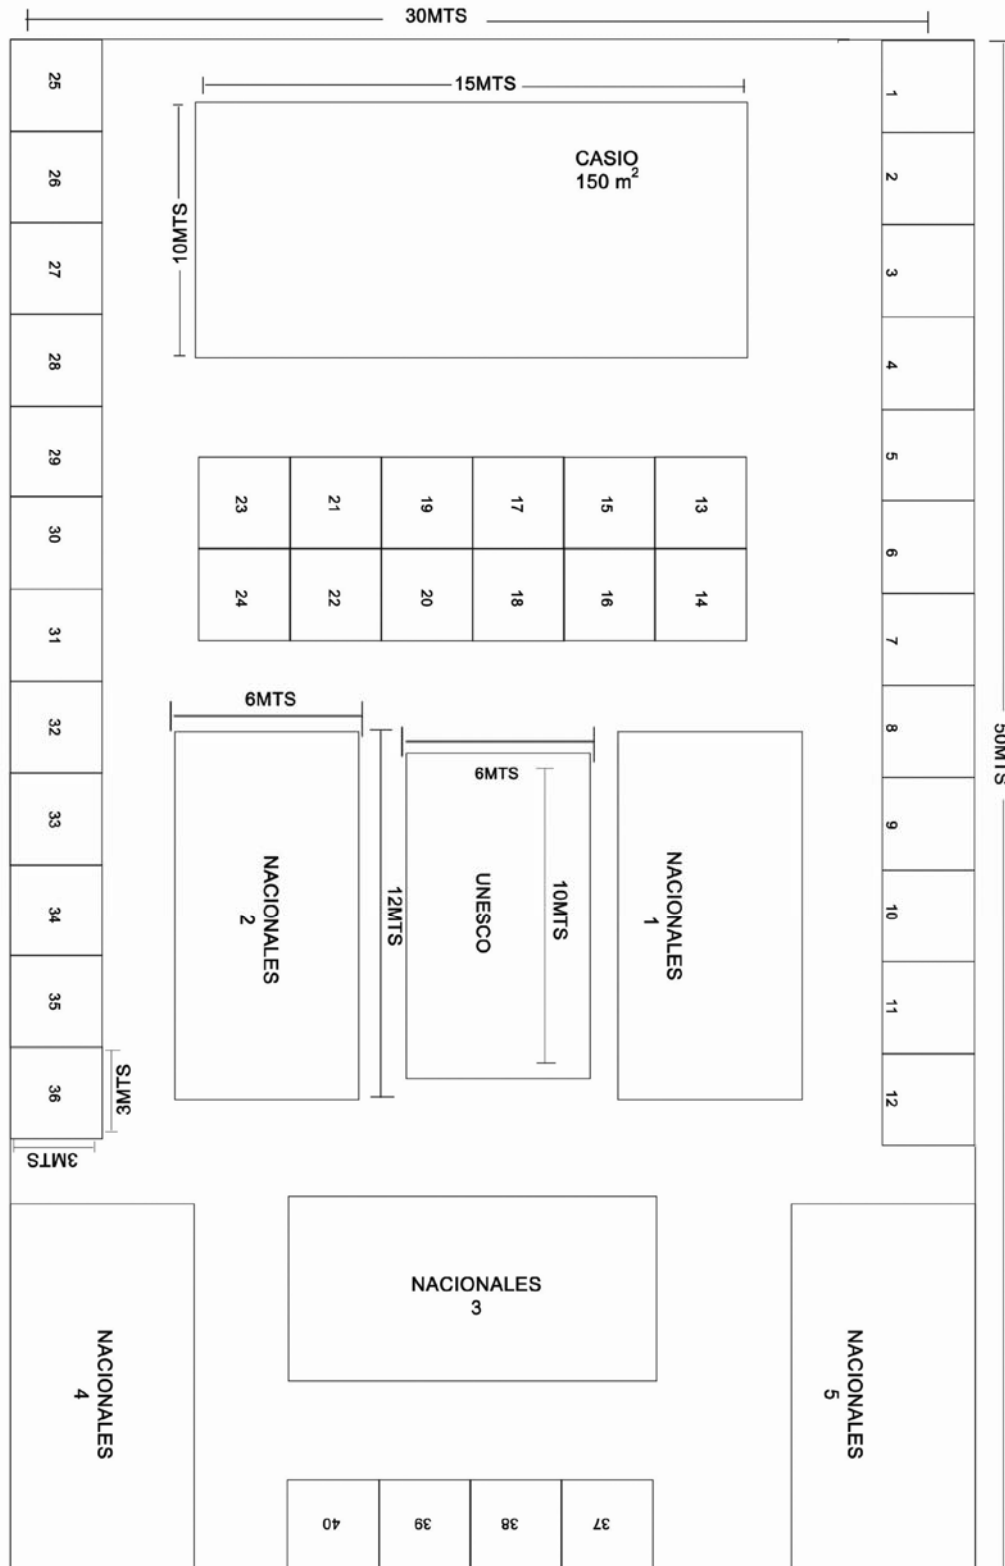 30MTS
15MTS
CASIO
150 m²
10MTS
25
26
27
28
29
30
31
32
33
34
35
36
3MTS
3MTS
1
2
3
4
5
6
7
8
9
10
11
12
50MTS
23
21
19
17
15
13
24
22
20
18
16
14
6MTS
NACIONALES
2
12MTS
6MTS
UNESCO
10MTS
NACIONALES
1
NACIONALES
3
NACIONALES
4
NACIONALES
5
40
39
38
37